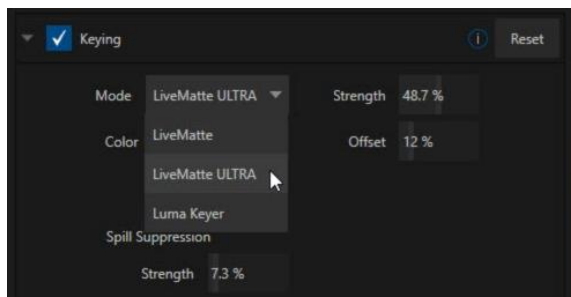 Keying
Reset
Mode LiveMatte ULTRA Strength 48.7 %
Color LiveMatte Offset 12 %
LiveMatte ULTRA
Luma Keyer
Spill Suppression
Strength 7.3 %